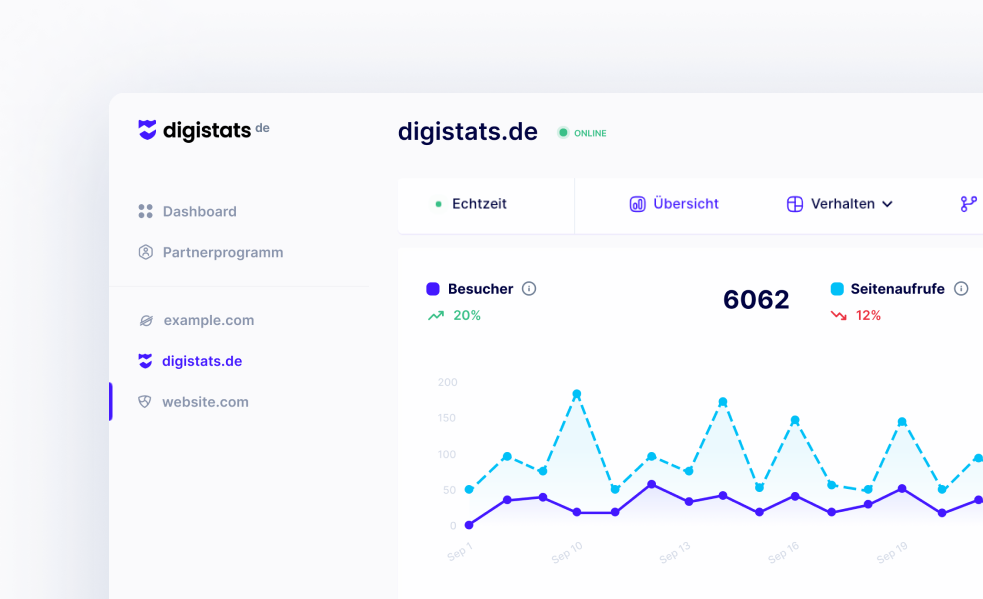 digistats de
Dashboard
Partnerprogramm
example.com
digistats.de
website.com
digistats.de ONLINE
Echtzeit Übersicht Verhalten
Besucher 6062 Seitenaufrufe
20% 12%
200
150
100
50
0
Sep 1 Sep 10 Sep 13 Sep 16 Sep 19